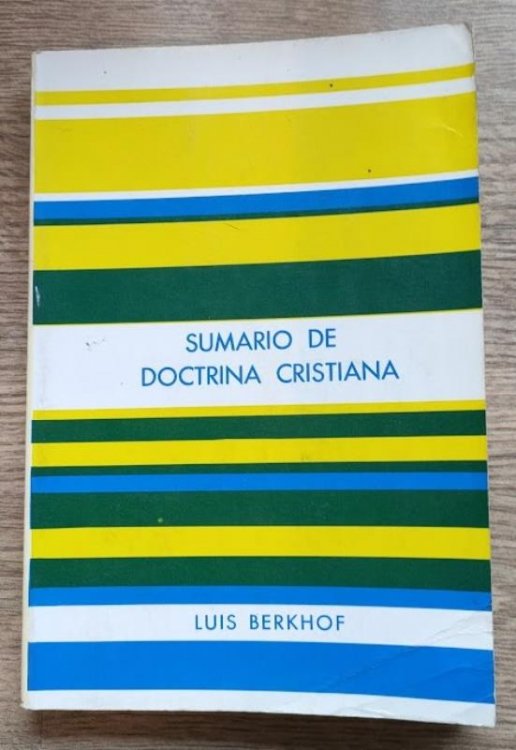 SUMARIO DE
DOCTRINA CRISTIANA
LUIS BERKHOF